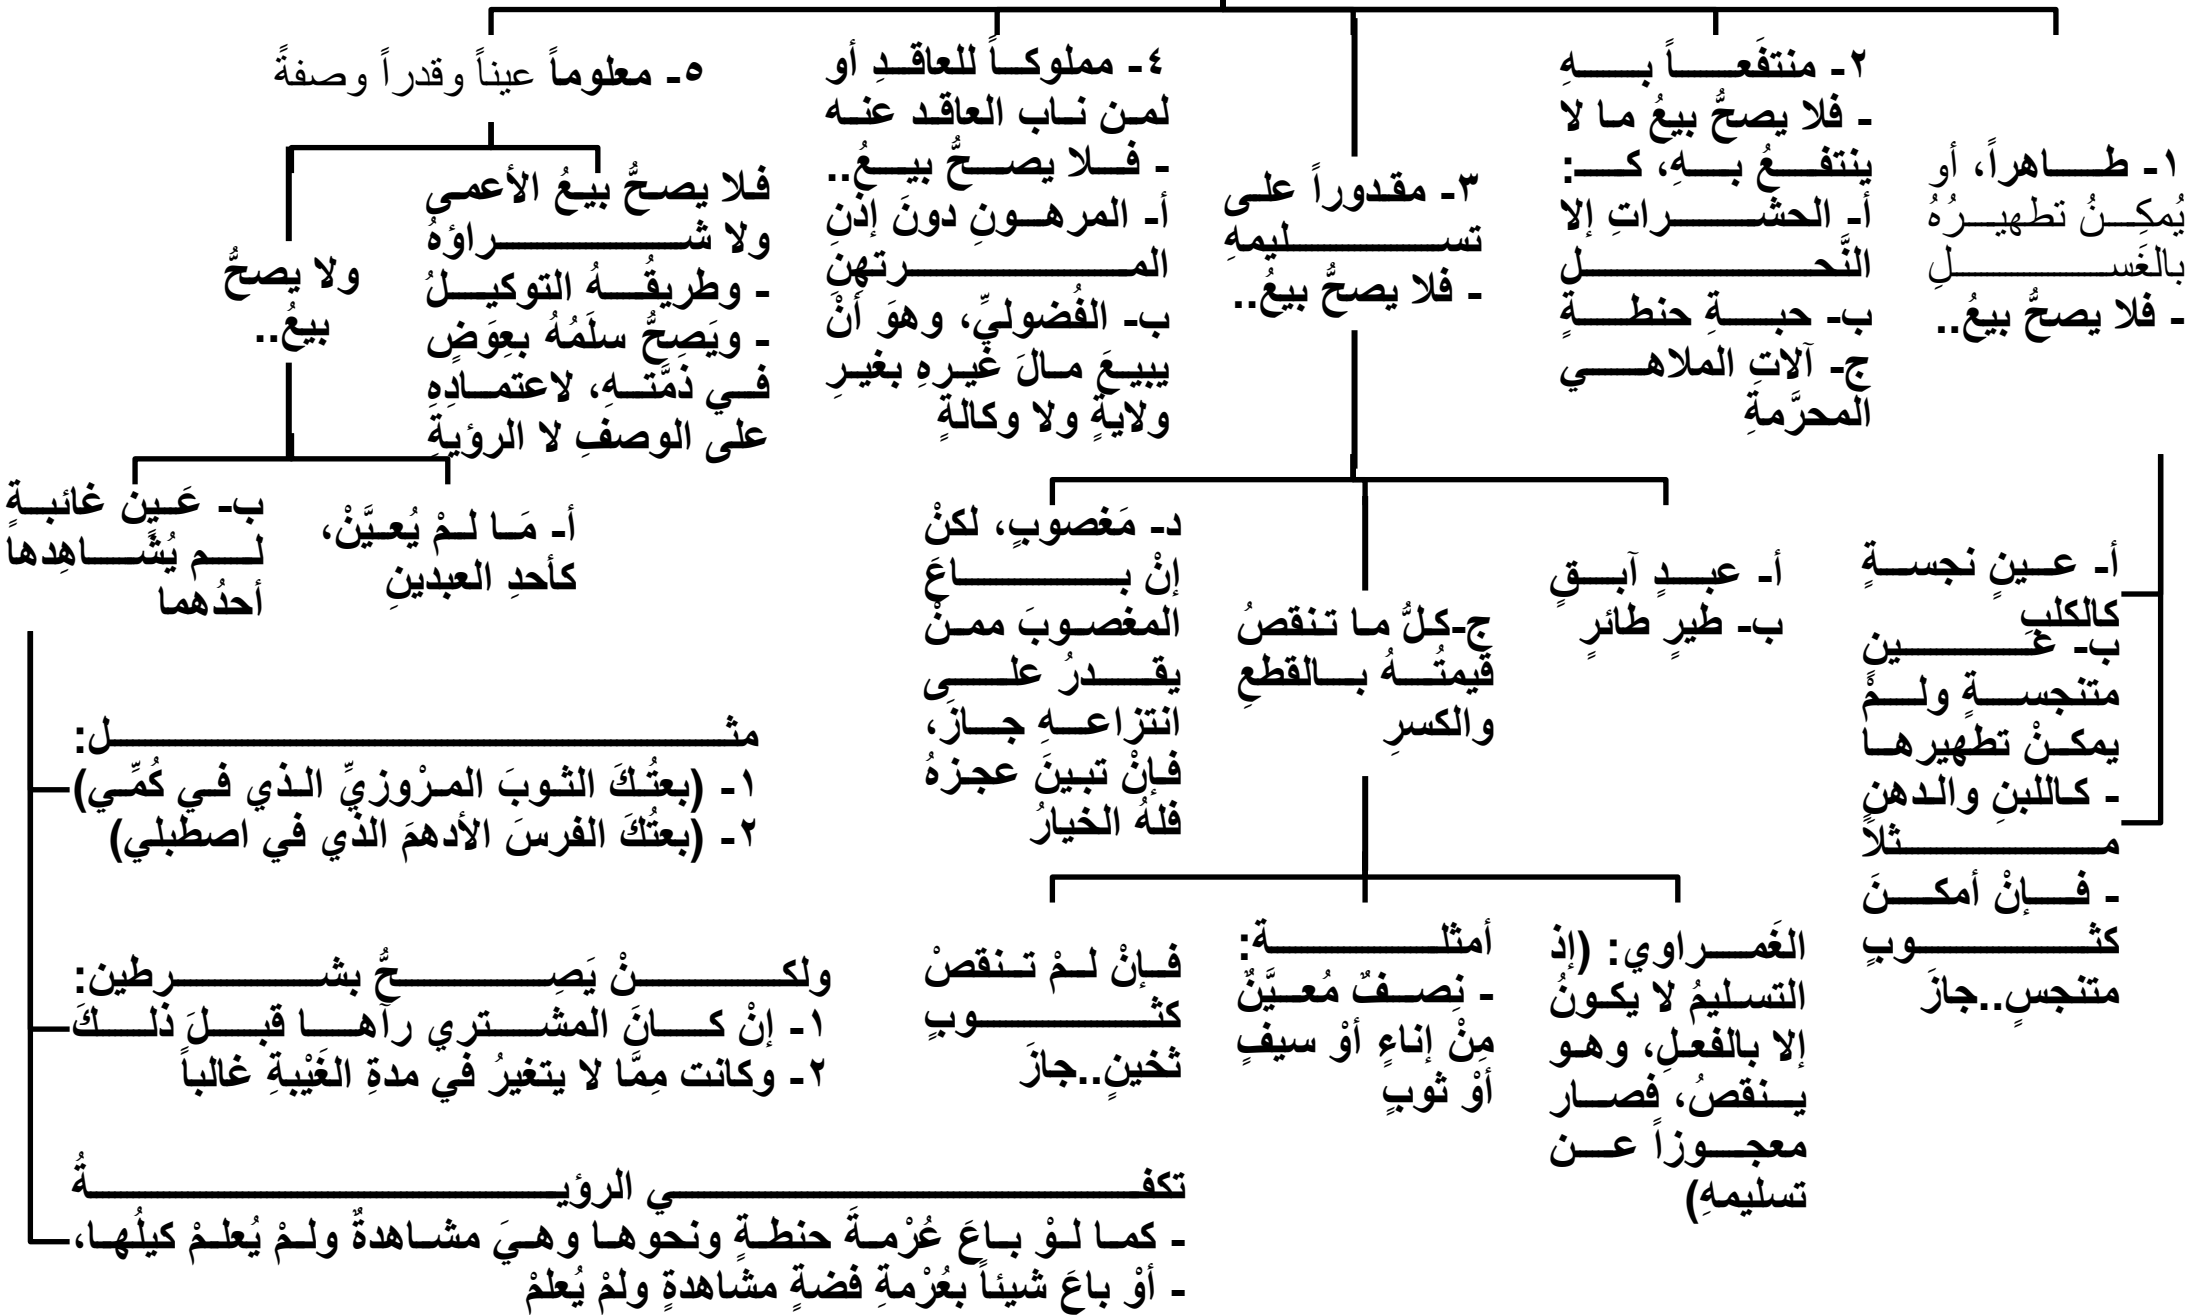 ١- طاهراً، أو
يُمكِنُ تطهيرُهُ
بالغَسلِ
- فلا يصحُّ بيعُ..
أ- عينٍ نجسةٍ
كالكلبِ
ب- عَينٍ
متنجسةٍ ولمْ
يمكنْ تطهيرها
- كاللبنِ والدهنِ
مثلاً
- فإنْ أمكنَ
كثوبٍ
متنجسٍ..جازَ
٢- منتفَعاً بهِ
- فلا يصحُّ بيعُ ما لا
ينتفعُ بهِ، كـ:
أ- الحشراتِ إلا
النَّحل
ب- حبةِ حنطةٍ
ج- آلاتِ الملاهي
المحرَّمةِ
٣- مقدوراً على
تسليمهِ
- فلا يصحُّ بيعُ..
أ- عبدٍ آبقٍ
ب- طيرٍ طائرٍ
ج-كلُّ ما تنقصُ
قيمتُهُ بالقطعِ
والكسرِ
الغَمراوي: (إذ
التسليمُ لا يكونُ
إلا بالفعلِ، وهو
ينقصُ، فصار
معجوزاً عن
تسليمهِ)
أمثلة:
- نِصفٌ مُعيَّنٌ
مِنْ إناءٍ أوْ سيفٍ
أوْ ثوبٍ
فإنْ لمْ تنقصْ
كثوبٍ
ثخينٍ..جازَ
د- مَغصوبٍ، لكنْ
إنْ باعَ
المغصوبَ ممنْ
يقدرُ على
انتزاعهِ جازَ،
فإنْ تبينَ عجزهُ
فلهُ الخيارُ
٤- مملوكاً للعاقدِ أو
لمن ناب العاقد عنه
- فلا يصحُّ بيعُ..
أ- المرهونِ دونَ إذنِ
المرتهنِ
ب- الفُضوليِّ، وهوَ أنْ
يبيعَ مالَ غيرهِ بغيرِ
ولايةٍ ولا وكالةٍ
٥- معلوماً عيناً وقدراً وصفةً
فلا يصحُّ بيعُ الأعمى
ولا شراؤهُ
- وطريقُهُ التوكيلُ
- ويَصِحُّ سلَمُهُ بعِوَضٍ
في ذمَّتهِ، لاعتمادِهِ
على الوصفِ لا الرؤيةِ
ولا يصحُّ
بيعُ..
أ- مَا لمْ يُعيَّنْ،
كأحدِ العبدينِ
ب- عَينٍ غائبةٍ
لم يُشَاهِدها
أحدُهما
مثل:
١- (بعتُكَ الثوبَ المرْوزيَّ الذي في كُمِّي)
٢- (بعتُكَ الفرسَ الأدهمَ الذي في اصطبلي)
ولكنْ يَصِحُّ بشرطين:
١- إنْ كانَ المشتري رآها قبلَ ذلكَ
٢- وكانت مِمَّا لا يتغيرُ في مدةِ الغَيْبةِ غالباً
تكفي الرؤيةُ
- كما لوْ باعَ عُرْمةَ حنطةٍ ونحوها وهيَ مشاهدةٌ ولمْ يُعلمْ كيلُها،
- أوْ باعَ شيئاً بعُرْمةِ فضةٍ مشاهدةٍ ولمْ يُعلمْ